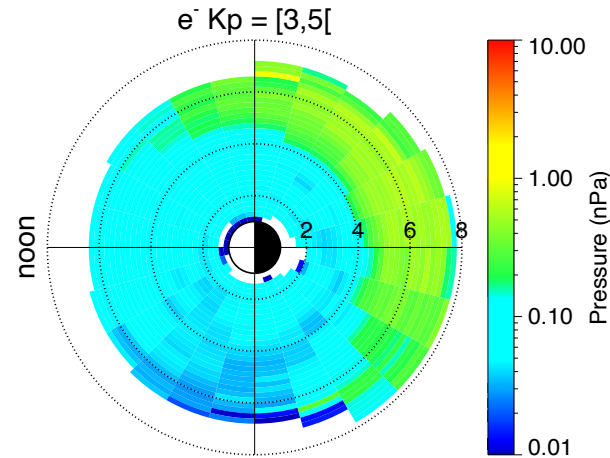 e⁻ Kp = [3,5[
noon
2 4 6 8
10.00
1.00
0.10
0.01
Pressure (nPa)